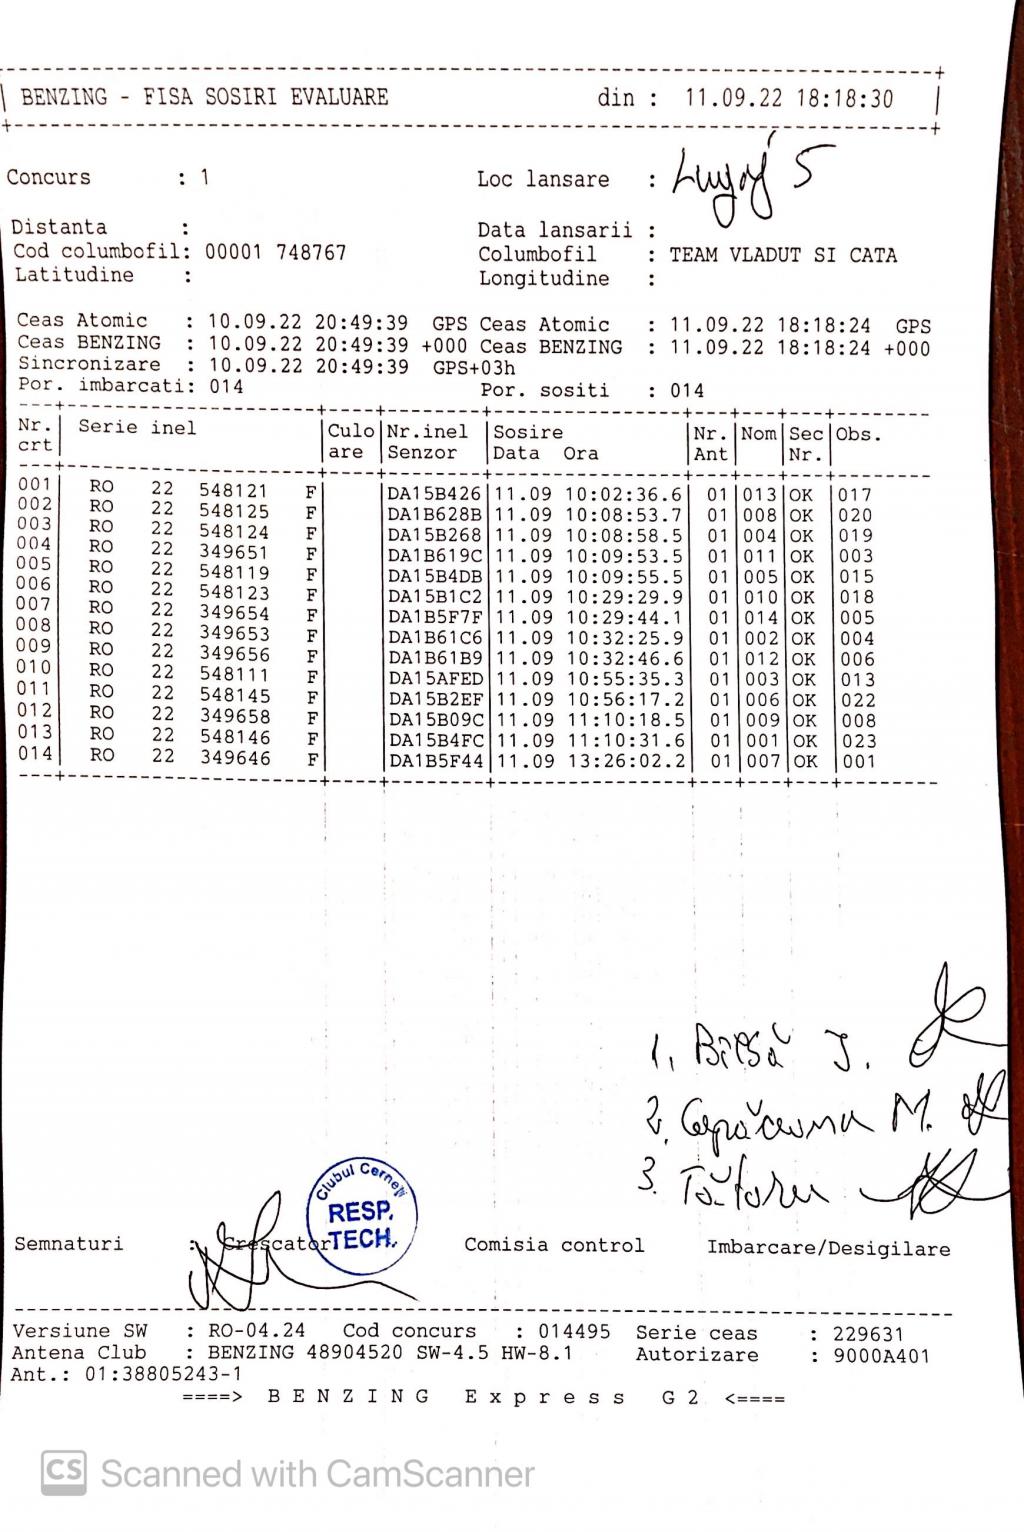 BENZING - FISA SOSIRI EVALUARE din : 11.09.22 18:18:30
Concurs : 1 Loc lansare : Lugoj 5
Distanta : Data lansarii :
Cod columbofil: 00001 748767 Columbofil : TEAM VLADUT SI CATA
Latitudine : Longitudine :
Ceas Atomic : 10.09.22 20:49:39 GPS Ceas Atomic : 11.09.22 18:18:24 GPS
Ceas BENZING : 10.09.22 20:49:39 +000 Ceas BENZING : 11.09.22 18:18:24 +000
Sincronizare : 10.09.22 20:49:39 GPS+03h
Por. imbarcati: 014 Por. sositi : 014
Nr. Serie inel Culo Nr.inel Sosire Nr. Nom Sec Obs.
crt are Senzor Data Ora Ant Nr.
001 RO 22 548121 F DA15B426 11.09 10:02:36.6 01 013 OK 017
002 RO 22 548125 F DA1B628B 11.09 10:08:53.7 01 008 OK 020
003 RO 22 548124 F DA15B268 11.09 10:08:58.5 01 004 OK 019
004 RO 22 349651 F DA1B619C 11.09 10:09:53.5 01 011 OK 003
005 RO 22 548119 F DA15B4DB 11.09 10:09:55.5 01 005 OK 015
006 RO 22 548123 F DA15B1C2 11.09 10:29:29.9 01 010 OK 018
007 RO 22 349654 F DA1B5F7F 11.09 10:29:44.1 01 014 OK 005
008 RO 22 349653 F DA1B61C6 11.09 10:32:25.9 01 002 OK 004
009 RO 22 349656 F DA1B61B9 11.09 10:32:46.6 01 012 OK 006
010 RO 22 548111 F DA15AFED 11.09 10:55:35.3 01 003 OK 013
011 RO 22 548145 F DA15B2EF 11.09 10:56:17.2 01 006 OK 022
012 RO 22 349658 F DA15B09C 11.09 11:10:18.5 01 009 OK 008
013 RO 22 548146 F DA15B4FC 11.09 11:10:31.6 01 001 OK 023
014 RO 22 349646 F DA1B5F44 11.09 13:26:02.2 01 007 OK 001
1. J.
2. M.
3. Tătaru
Clubul Cernești
RESP.
TECH.
Semnaturi : Crescator Comisia control Imbarcare/Desigilare
Versiune SW : RO-04.24 Cod concurs : 014495 Serie ceas : 229631
Antena Club : BENZING 48904520 SW-4.5 HW-8.1 Autorizare : 9000A401
Ant.: 01:38805243-1
====> B E N Z I N G E x p r e s s G 2 <====
CS Scanned with CamScanner